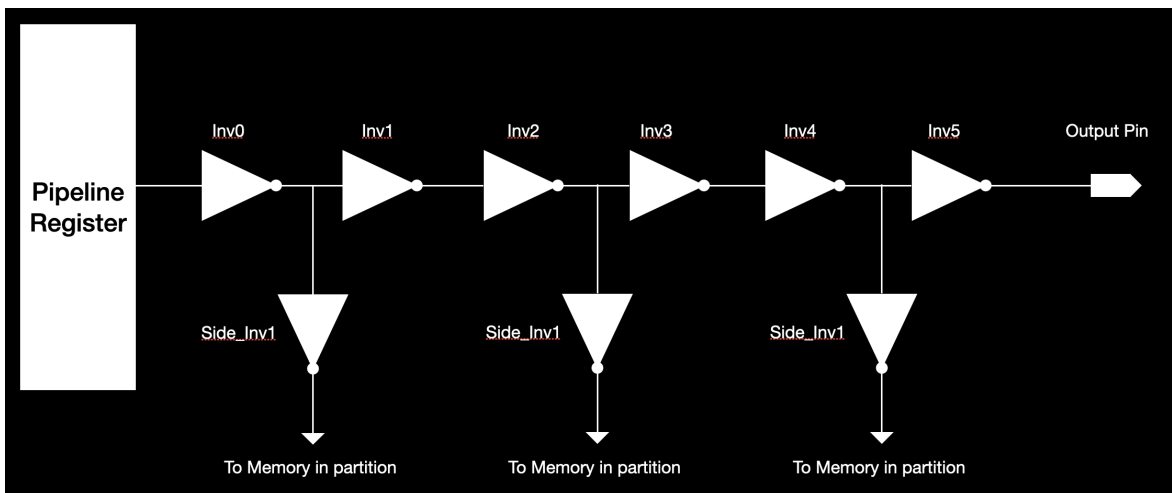 Inv0
Inv1
Inv2
Inv3
Inv4
Inv5
Output Pin
Pipeline
Register
Side_Inv1
Side_Inv1
Side_Inv1
To Memory in partition
To Memory in partition
To Memory in partition